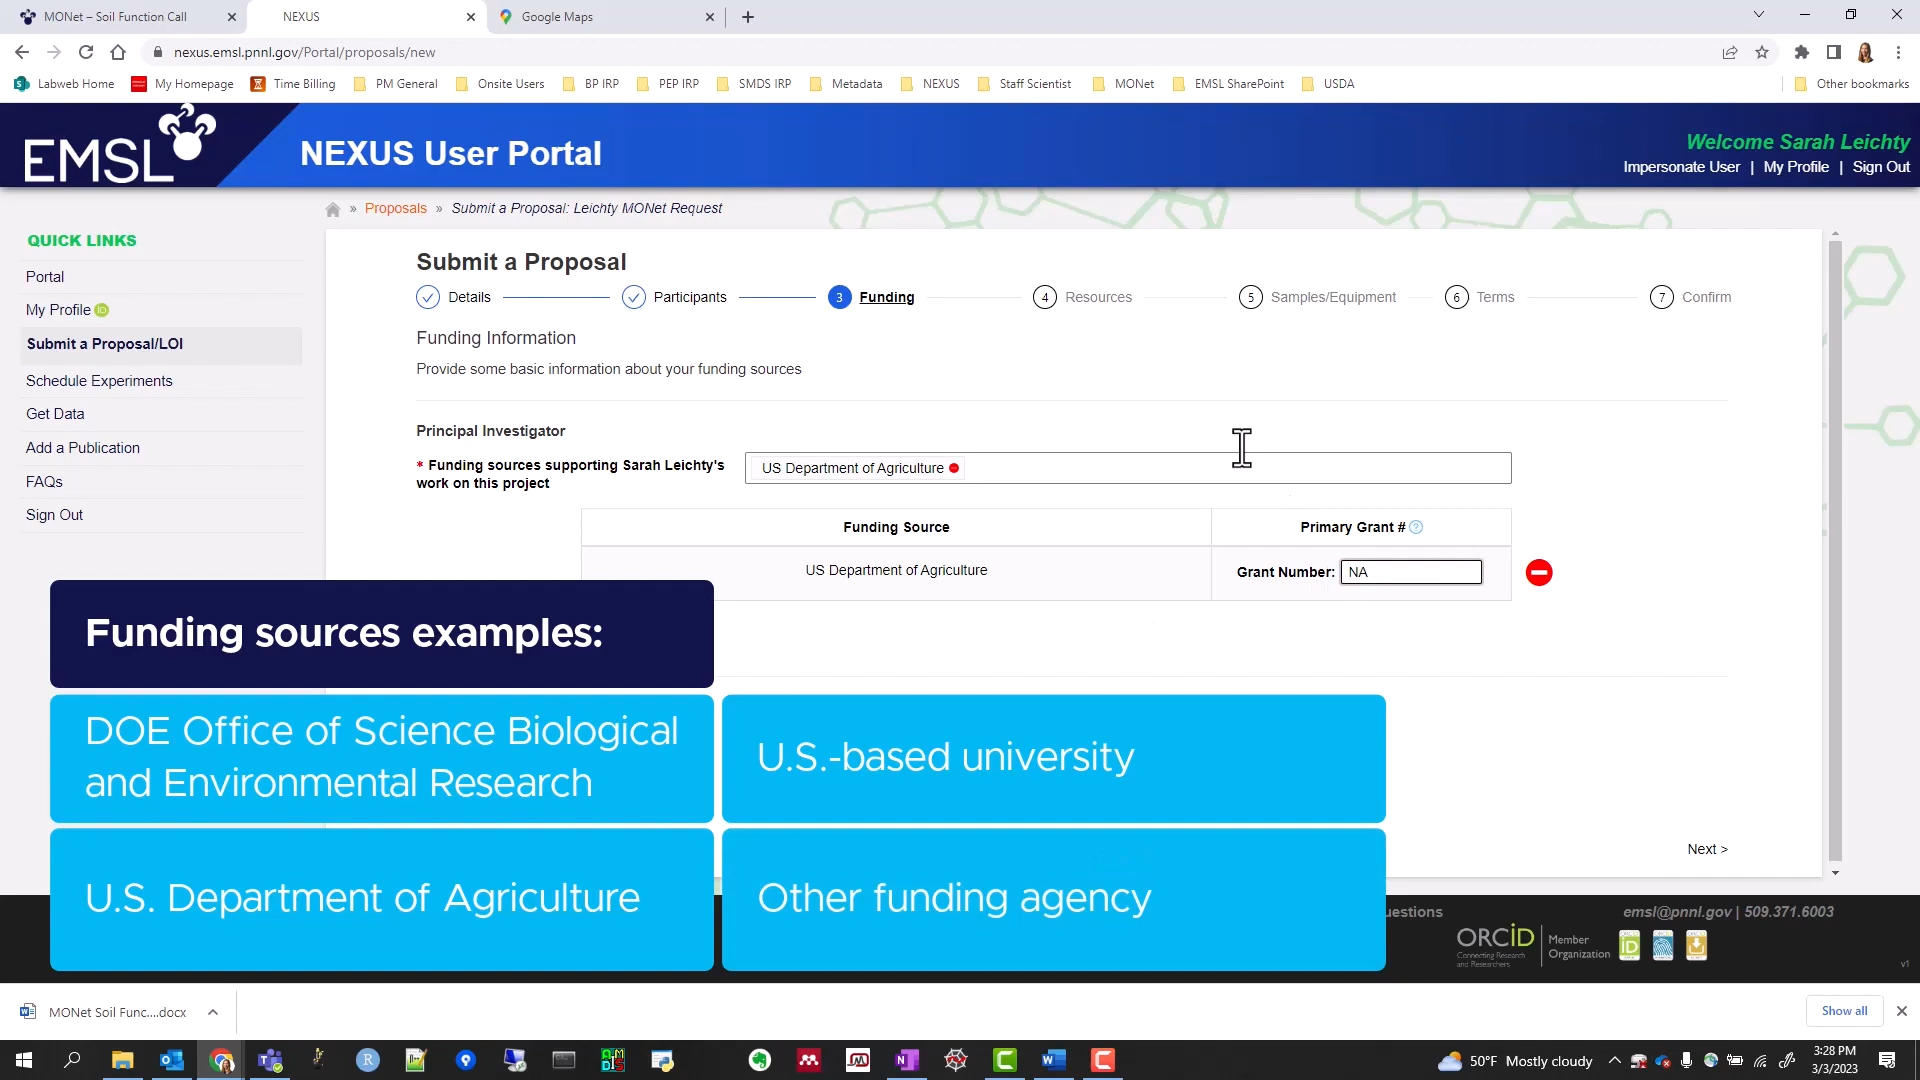 MONet – Soil Function Call
NEXUS
Google Maps
nexus.emsl.pnnl.gov/Portal/proposals/new
Labweb Home
My Homepage
Time Billing
PM General
Onsite Users
BP IRP
PEP IRP
SMDS IRP
Metadata
NEXUS
Staff Scientist
MONet
EMSL SharePoint
USDA
Other bookmarks
EMSL
NEXUS User Portal
Welcome Sarah Leichty
Impersonate User | My Profile | Sign Out
» Proposals » Submit a Proposal: Leichty MONet Request
QUICK LINKS
Portal
My Profile iD
Submit a Proposal/LOI
Schedule Experiments
Get Data
Add a Publication
FAQs
Sign Out
Submit a Proposal
Details
Participants
3 Funding
4 Resources
5 Samples/Equipment
6 Terms
7 Confirm
Funding Information
Provide some basic information about your funding sources
Principal Investigator
* Funding sources supporting Sarah Leichty's
work on this project
US Department of Agriculture
Funding Source
Primary Grant # ?
US Department of Agriculture
Grant Number: NA
Funding sources examples:
DOE Office of Science Biological
and Environmental Research
U.S.-based university
U.S. Department of Agriculture
Other funding agency
Next >
uestions
emsl@pnnl.gov | 509.371.6003
ORCID
Connecting Research
and Researchers
Member
Organization
iD
v1
MONet Soil Func....docx
Show all
50°F Mostly cloudy
3:28 PM
3/3/2023